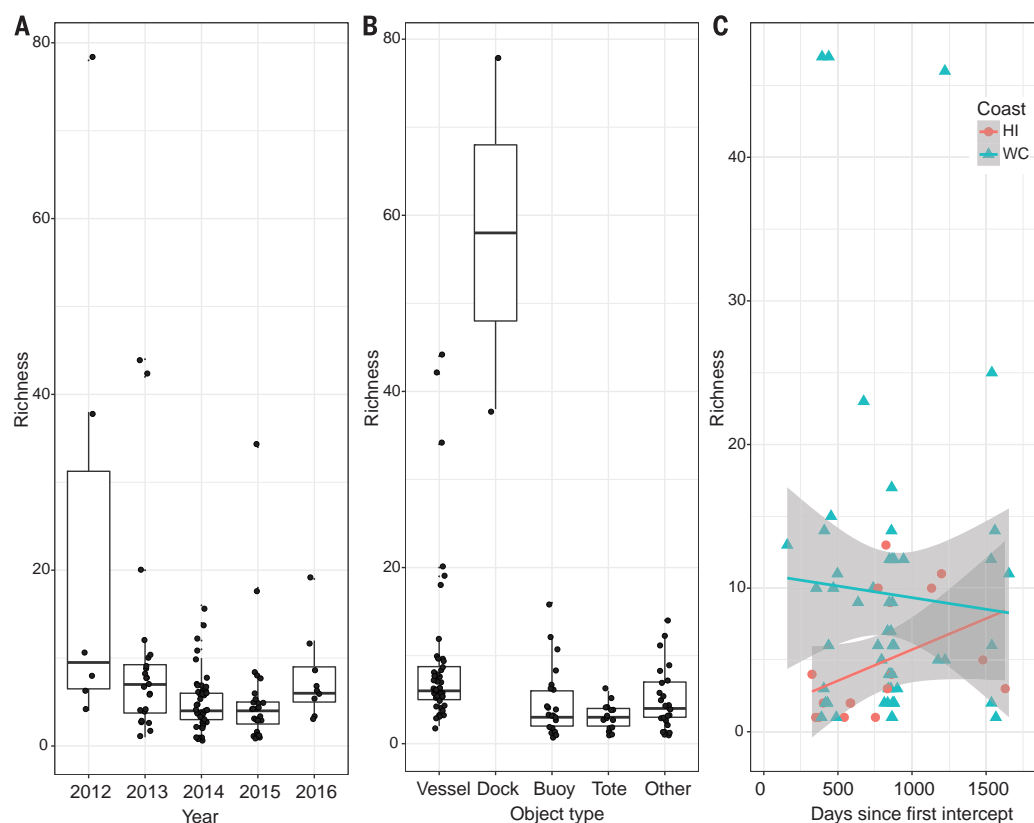 A
Richness
80
60
40
20
0
2012 2013 2014 2015 2016
Year
B
Richness
80
60
40
20
0
Vessel Dock Buoy Tote Other
Object type
C
Richness
40
30
20
10
0
0 500 1000 1500
Days since first intercept
Coast
HI
WC